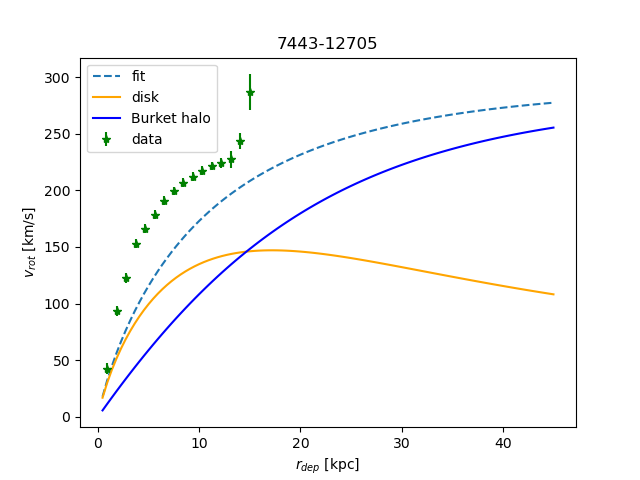 7443-12705
fit
disk
Burket halo
data
300
250
200
150
100
50
0
v_rot [km/s]
0 10 20 30 40
r_dep [kpc]